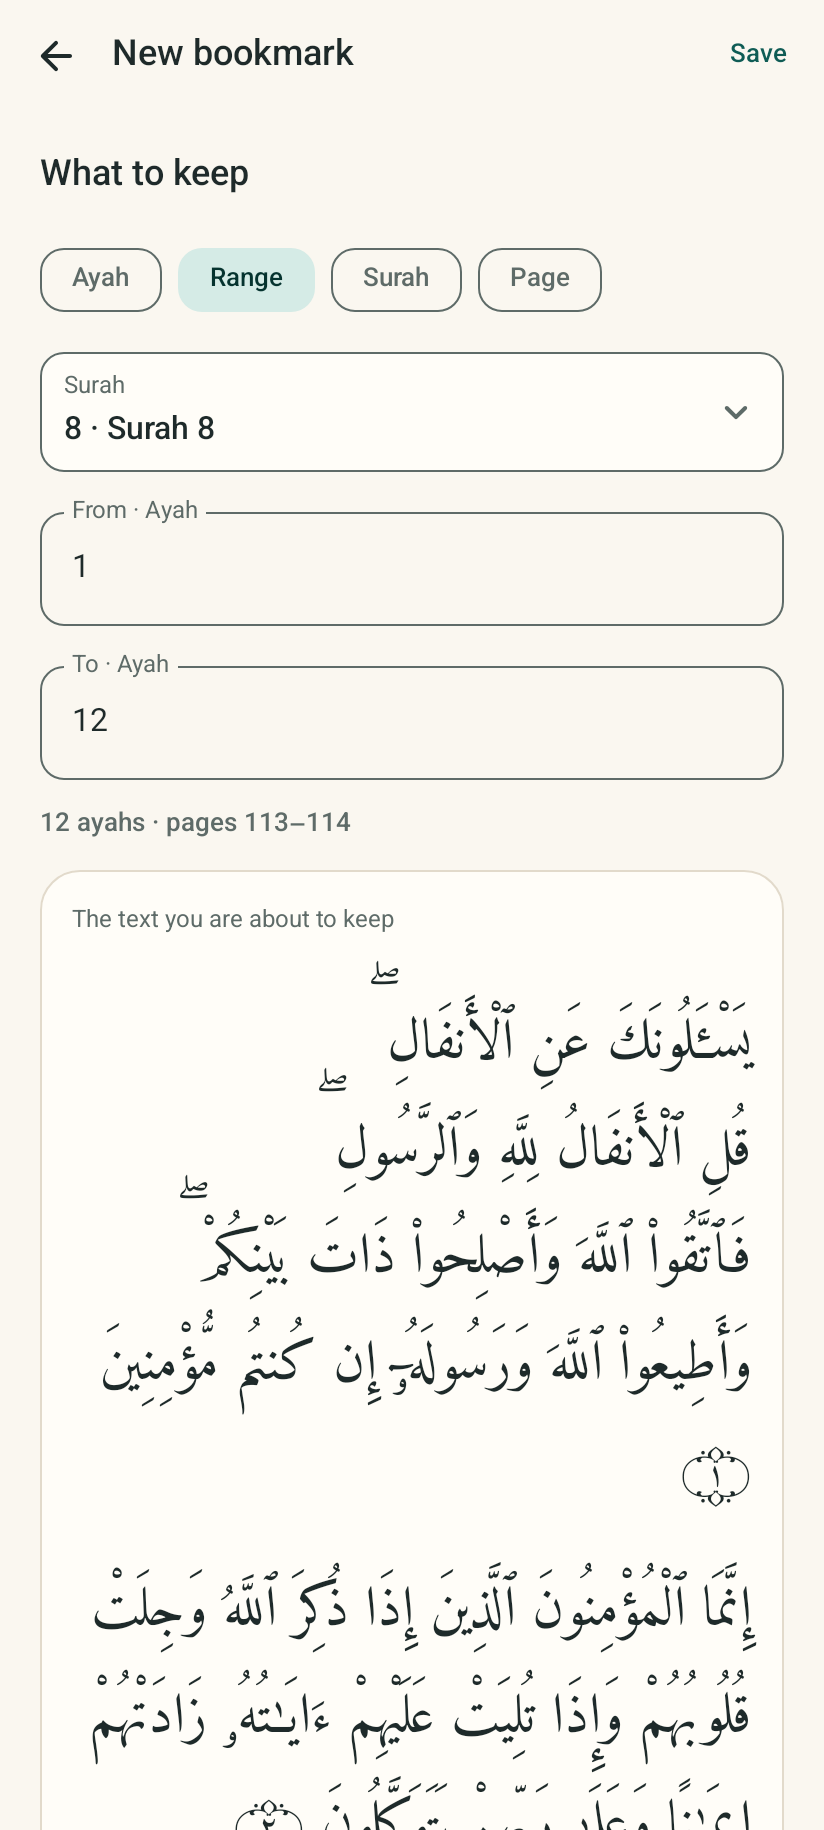 New bookmark
Save
What to keep
Ayah
Range
Surah
Page
Surah
8 · Surah 8
From · Ayah
1
To · Ayah
12
12 ayahs · pages 113–114
The text you are about to keep
يَسْـَٔلُونَكَ عَنِ ٱلْأَنفَالِۖ
قُلِ ٱلْأَنفَالُ لِلَّهِ وَٱلرَّسُولِۖ
فَٱتَّقُوا۟ ٱللَّهَ وَأَصْلِحُوا۟ ذَاتَ بَيْنِكُمْۖ
وَأَطِيعُوا۟ ٱللَّهَ وَرَسُولَهُۥٓ إِن كُنتُم مُّؤْمِنِينَ
١
إِنَّمَا ٱلْمُؤْمِنُونَ ٱلَّذِينَ إِذَا ذُكِرَ ٱللَّهُ وَجِلَتْ
قُلُوبُهُمْ وَإِذَا تُلِيَتْ عَلَيْهِمْ ءَايَـٰتُهُۥ زَادَتْهُمْ